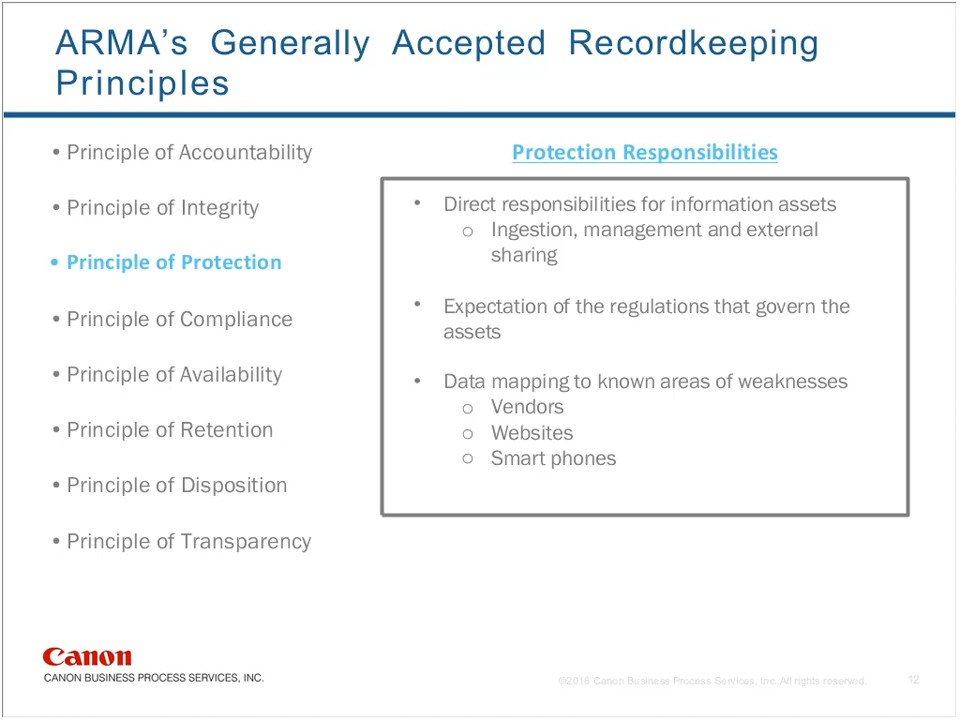 ARMA’s Generally Accepted Recordkeeping
Principles
• Principle of Accountability
• Principle of Integrity
• Principle of Protection
• Principle of Compliance
• Principle of Availability
• Principle of Retention
• Principle of Disposition
• Principle of Transparency
Protection Responsibilities
• Direct responsibilities for information assets
o Ingestion, management and external
sharing
• Expectation of the regulations that govern the
assets
• Data mapping to known areas of weaknesses
o Vendors
o Websites
o Smart phones
Canon
CANON BUSINESS PROCESS SERVICES, INC.
©2016 Canon Business Process Services, Inc. All rights reserved.
12